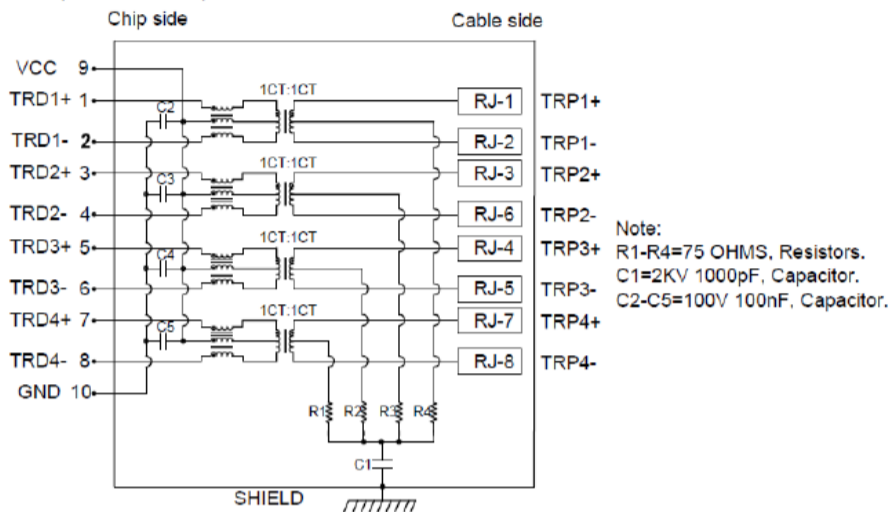 Chip side
Cable side
VCC 9
TRD1+ 1
C2
1CT:1CT
RJ-1 TRP1+
TRD1- 2
RJ-2 TRP1-
TRD2+ 3
C3
1CT:1CT
RJ-3 TRP2+
TRD2- 4
RJ-6 TRP2-
TRD3+ 5
C4
1CT:1CT
RJ-4 TRP3+
TRD3- 6
RJ-5 TRP3-
TRD4+ 7
C5
1CT:1CT
RJ-7 TRP4+
TRD4- 8
RJ-8 TRP4-
GND 10
R1 R2 R3 R4
C1
SHIELD
Note:
R1-R4=75 OHMS, Resistors.
C1=2KV 1000pF, Capacitor.
C2-C5=100V 100nF, Capacitor.